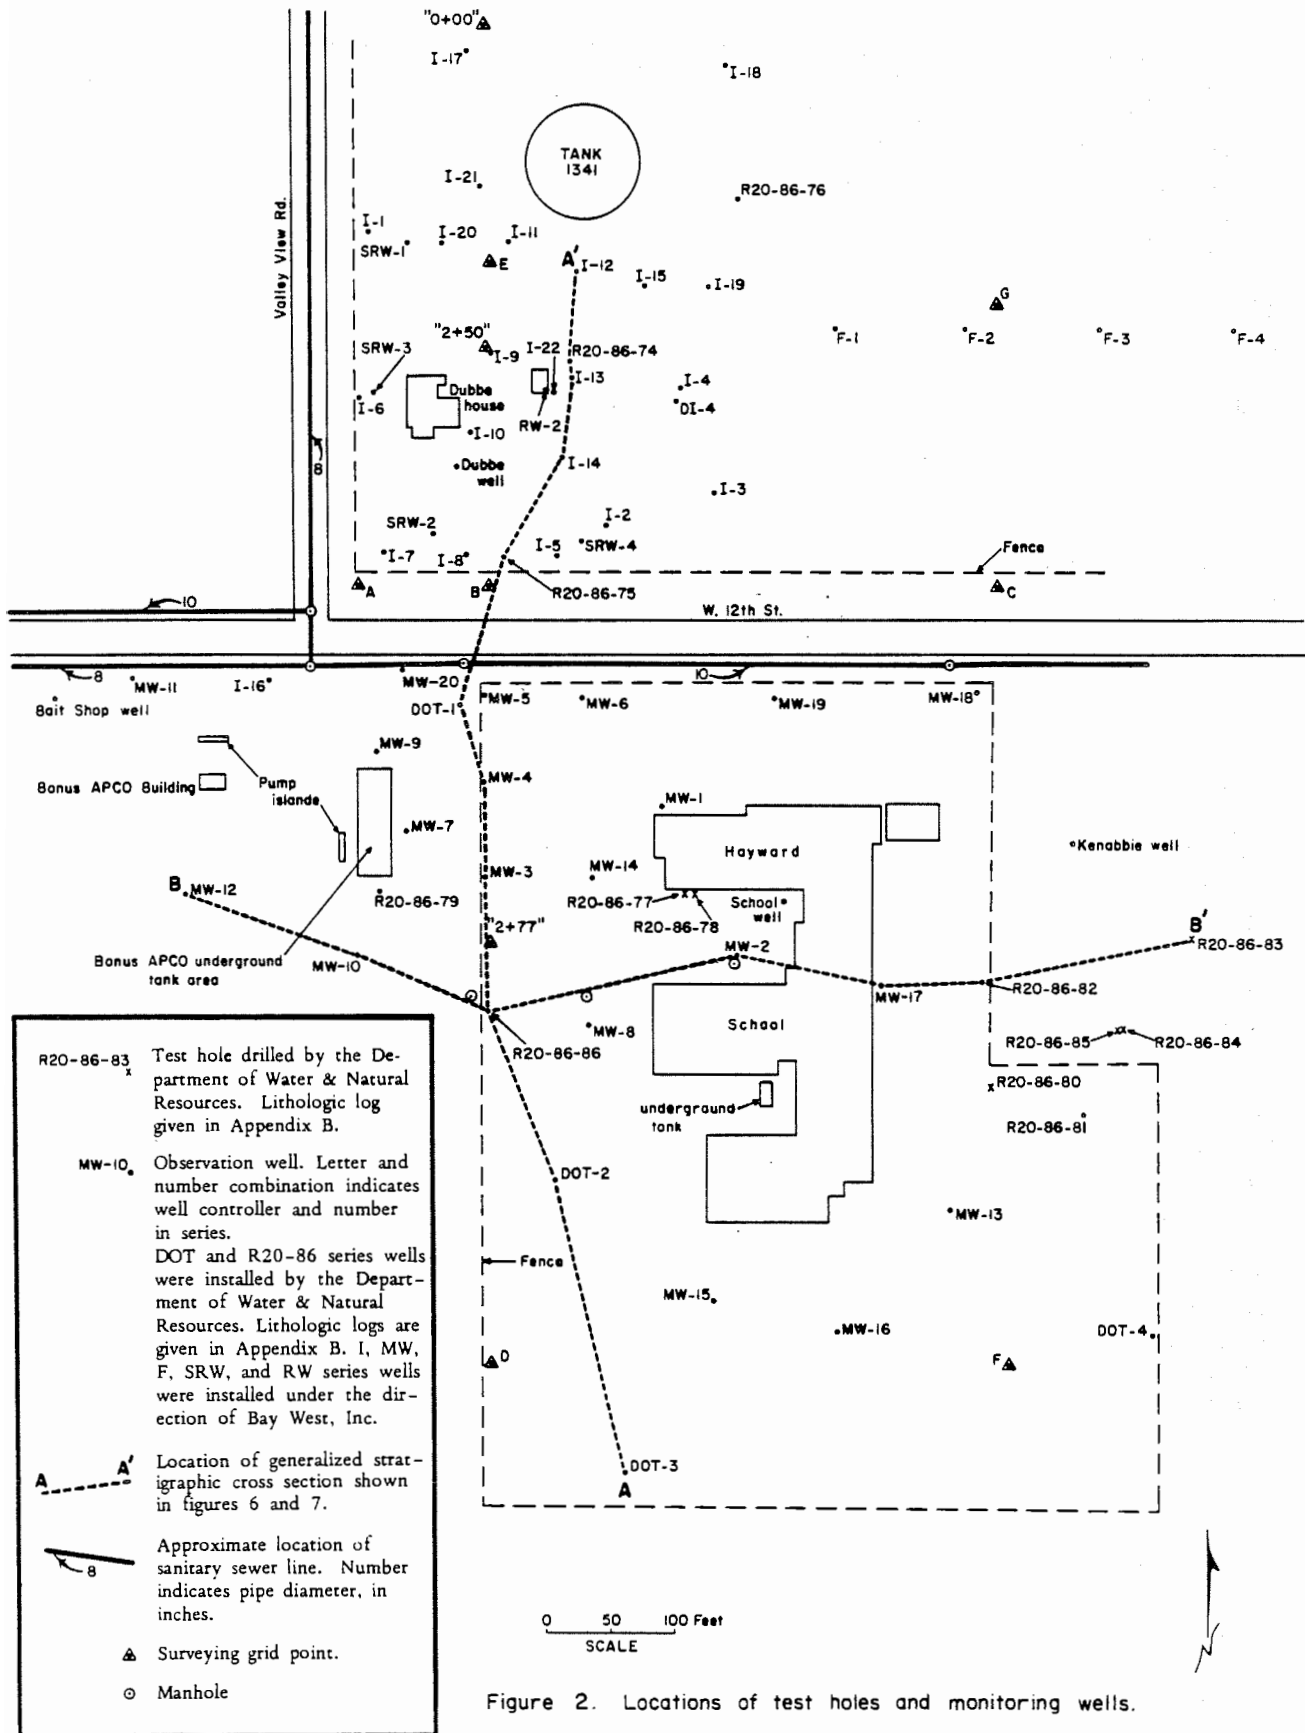 "0+00"
I-17
I-18
TANK
1341
I-21
R20-86-76
Valley View Rd.
I-1
I-20
I-11
SRW-1
E
A'
I-12
I-15
I-19
G
"2+50"
I-22
F-1
F-2
F-3
F-4
SRW-3
I-9
R20-86-74
I-13
I-4
Dubbe
house
DI-4
I-6
RW-2
I-10
8
Dubbe
well
I-14
I-3
SRW-2
I-2
I-7
I-8
I-5
SRW-4
Fence
A
B
R20-86-75
C
10
W. 12th St.
8
MW-11
I-16
MW-20
10
Bait Shop well
DOT-1
MW-5
MW-6
MW-19
MW-18
MW-9
Bonus APCO Building
Pump
islands
MW-4
MW-1
MW-7
Hayward
Kenabbie well
B
MW-12
MW-3
MW-14
R20-86-79
R20-86-77
School
well
R20-86-78
"2+77"
B'
R20-86-83
Bonus APCO underground
tank area
MW-10
MW-2
MW-17
R20-86-82
MW-8
School
R20-86-86
R20-86-85
R20-86-84
R20-86-80
underground
tank
R20-86-81
DOT-2
MW-13
Fence
MW-15
MW-16
DOT-4
D
F
DOT-3
A
R20-86-83
x
Test hole drilled by the De-
partment of Water & Natural
Resources. Lithologic log
given in Appendix B.
MW-10
Observation well. Letter and
number combination indicates
well controller and number
in series.
DOT and R20-86 series wells
were installed by the Depart-
ment of Water & Natural
Resources. Lithologic logs are
given in Appendix B. I, MW,
F, SRW, and RW series wells
were installed under the dir-
ection of Bay West, Inc.
A A'
Location of generalized strat-
igraphic cross section shown
in figures 6 and 7.
8
Approximate location of
sanitary sewer line. Number
indicates pipe diameter, in
inches.
Surveying grid point.
Manhole
0 50 100 Feet
SCALE
N
Figure 2. Locations of test holes and monitoring wells.